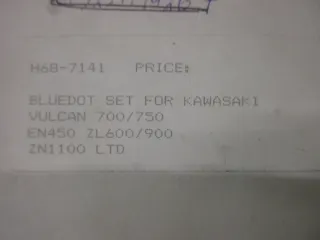 H68-7141 PRICE:
BLUEDOT SET FOR KAWASAKI
VULCAN 700/750
EN450 ZL600/900
ZN1100 LTD